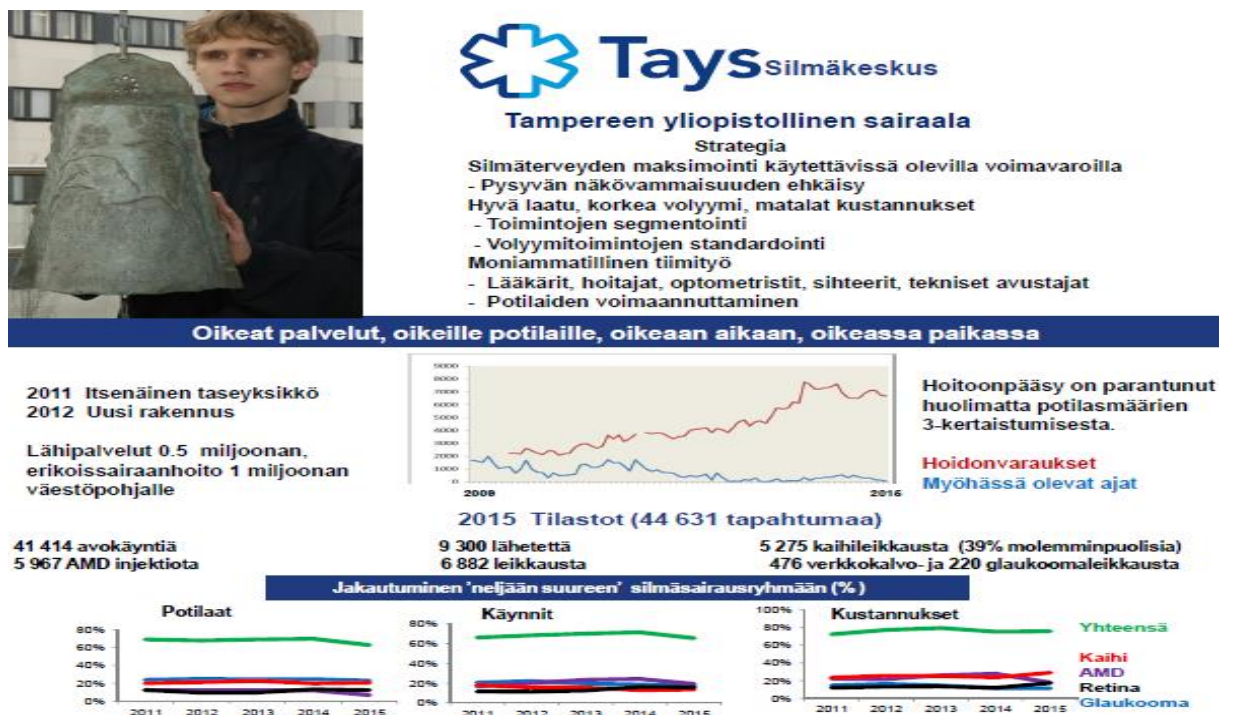 Tays Silmäkeskus
Tampereen yliopistollinen sairaala
Strategia
Silmäterveyden maksimointi käytettävissä olevilla voimavaroilla
- Pysyvän näkövammaisuuden ehkäisy
Hyvä laatu, korkea volyymi, matalat kustannukset
- Toimintojen segmentointi
- Volyymitoimintojen standardointi
Moniammatillinen tiimityö
- Lääkärit, hoitajat, optometristit, sihteerit, tekniset avustajat
- Potilaiden voimaannuttaminen
Oikeat palvelut, oikeille potilaille, oikeaan aikaan, oikeassa paikassa
2011 Itsenäinen taseyksikkö
2012 Uusi rakennus
Lähipalvelut 0.5 miljoonan,
erikoissairaanhoito 1 miljoonan
väestöpohjalle
9000
8000
7000
6000
5000
4000
3000
2000
1000
0
2009
Hoitoonpääsy on parantunut
huolimatta potilasmäärien
3-kertaistumisesta.
Hoidonvaraukset
Myöhässä olevat ajat
2015 Tilastot (44 631 tapahtumaa)
41 414 avokäyntiä
5 967 AMD injektiota
9 300 lähetettä
6 882 leikkausta
5 275 kaihileikkausta (39% molemminpuolisia)
476 verkkokalvo- ja 220 glaukoomaleikkausta
Jakautuminen 'neljään suureen' silmäsairausryhmään (%)
Potilaat
80%
60%
40%
20%
0%
2011 2012 2013 2014 2015
Käynnit
80%
60%
40%
20%
0%
2011 2012 2013 2014 2015
Kustannukset
100%
80%
60%
40%
20%
0%
2011 2012 2013 2014 2015
Yhteensä
Kaihi
AMD
Retina
Glaukooma